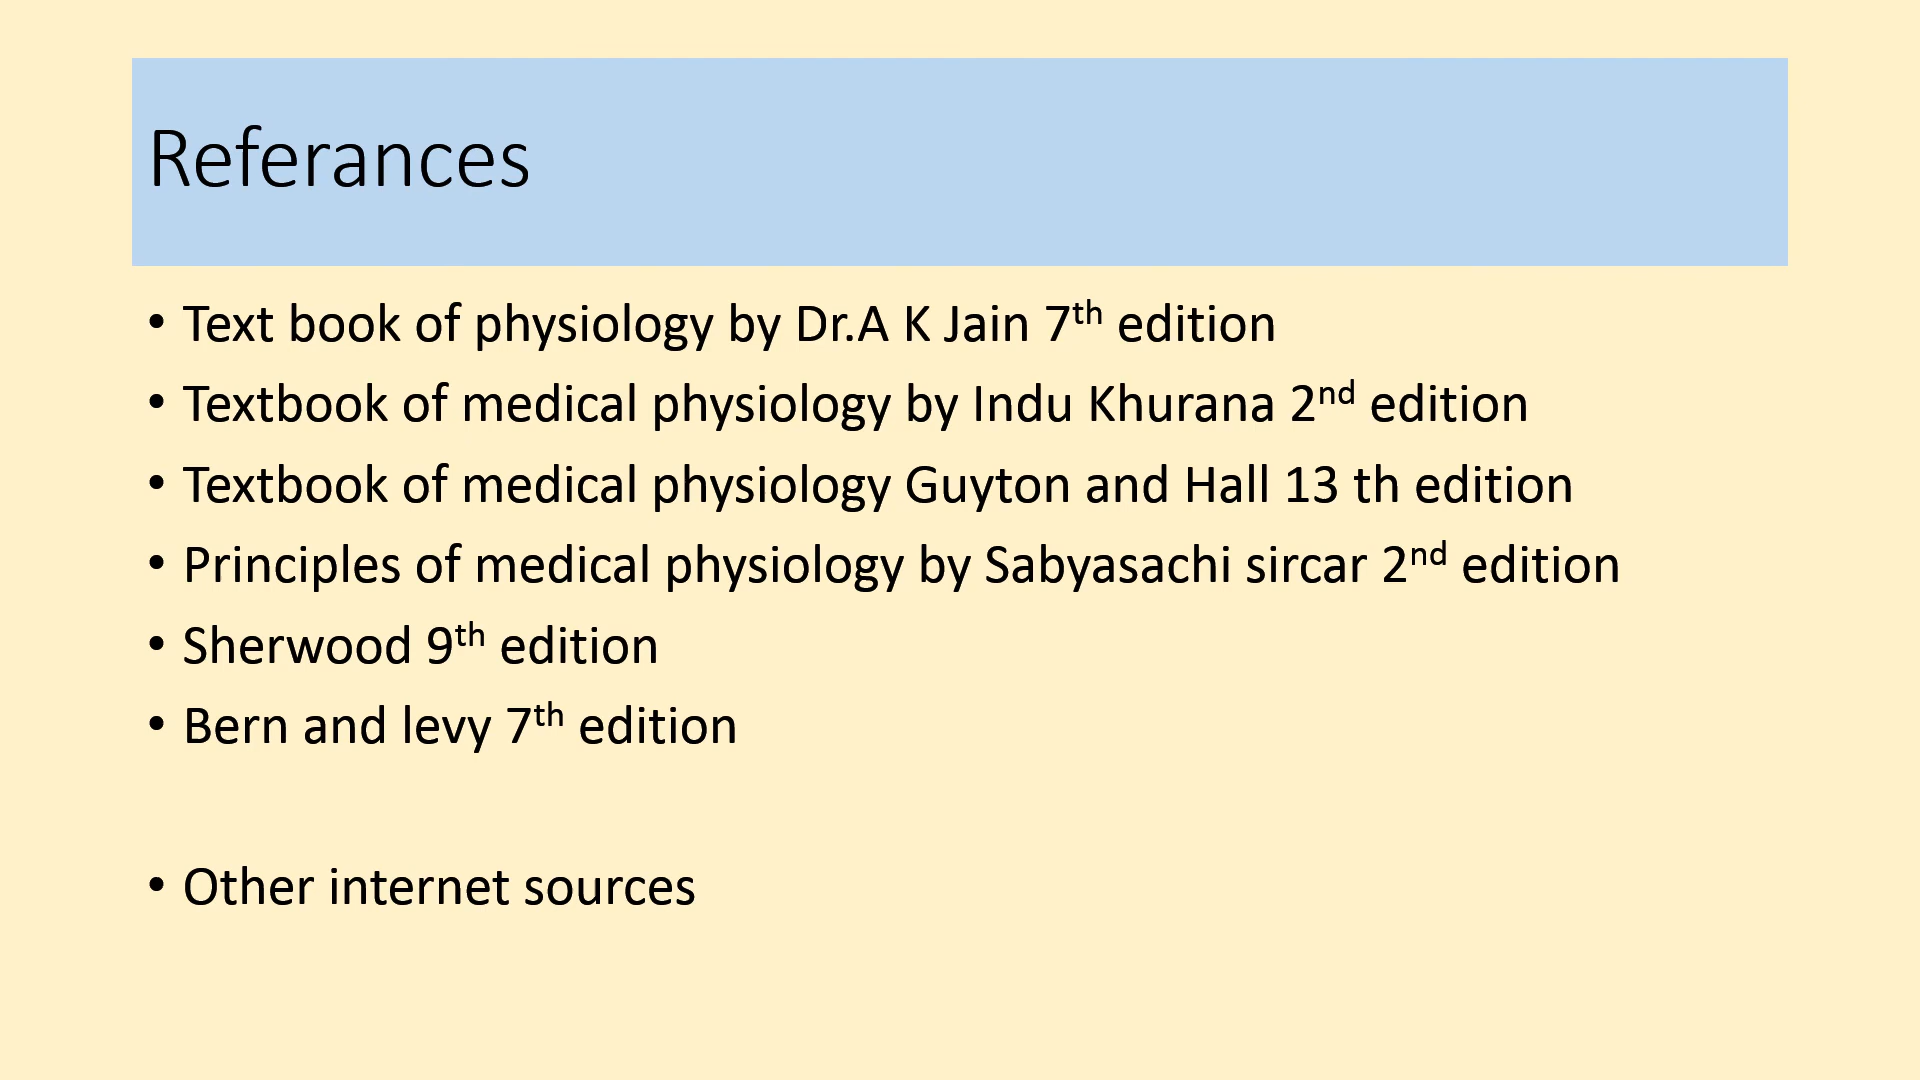 Referances
• Text book of physiology by Dr.A K Jain 7th edition
• Textbook of medical physiology by Indu Khurana 2nd edition
• Textbook of medical physiology Guyton and Hall 13 th edition
• Principles of medical physiology by Sabyasachi sircar 2nd edition
• Sherwood 9th edition
• Bern and levy 7th edition
• Other internet sources